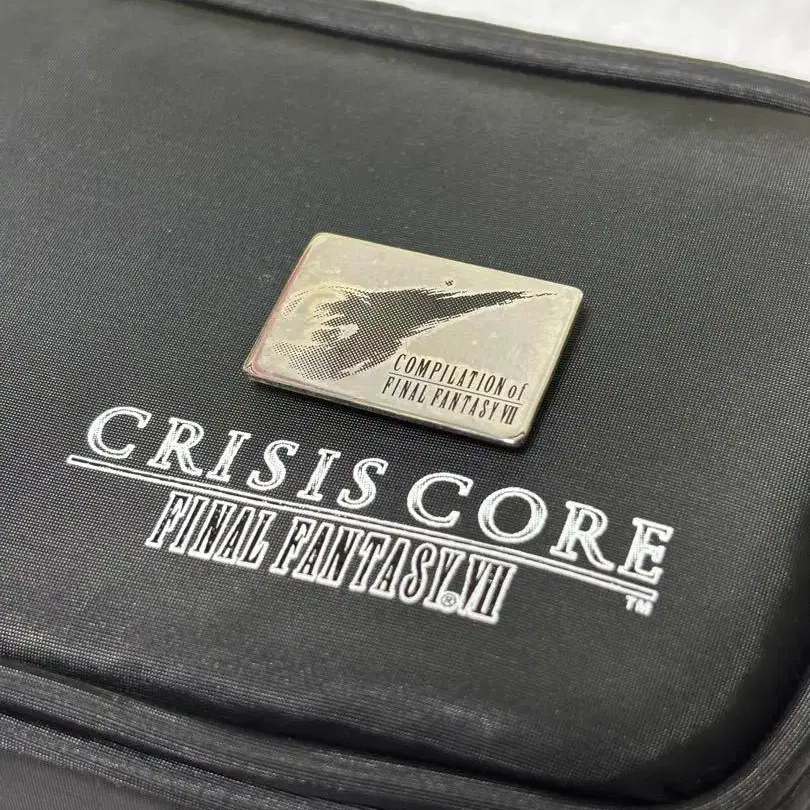 COMPILATION of
FINAL FANTASY VII
CRISIS CORE
FINAL FANTASY® VII
TM